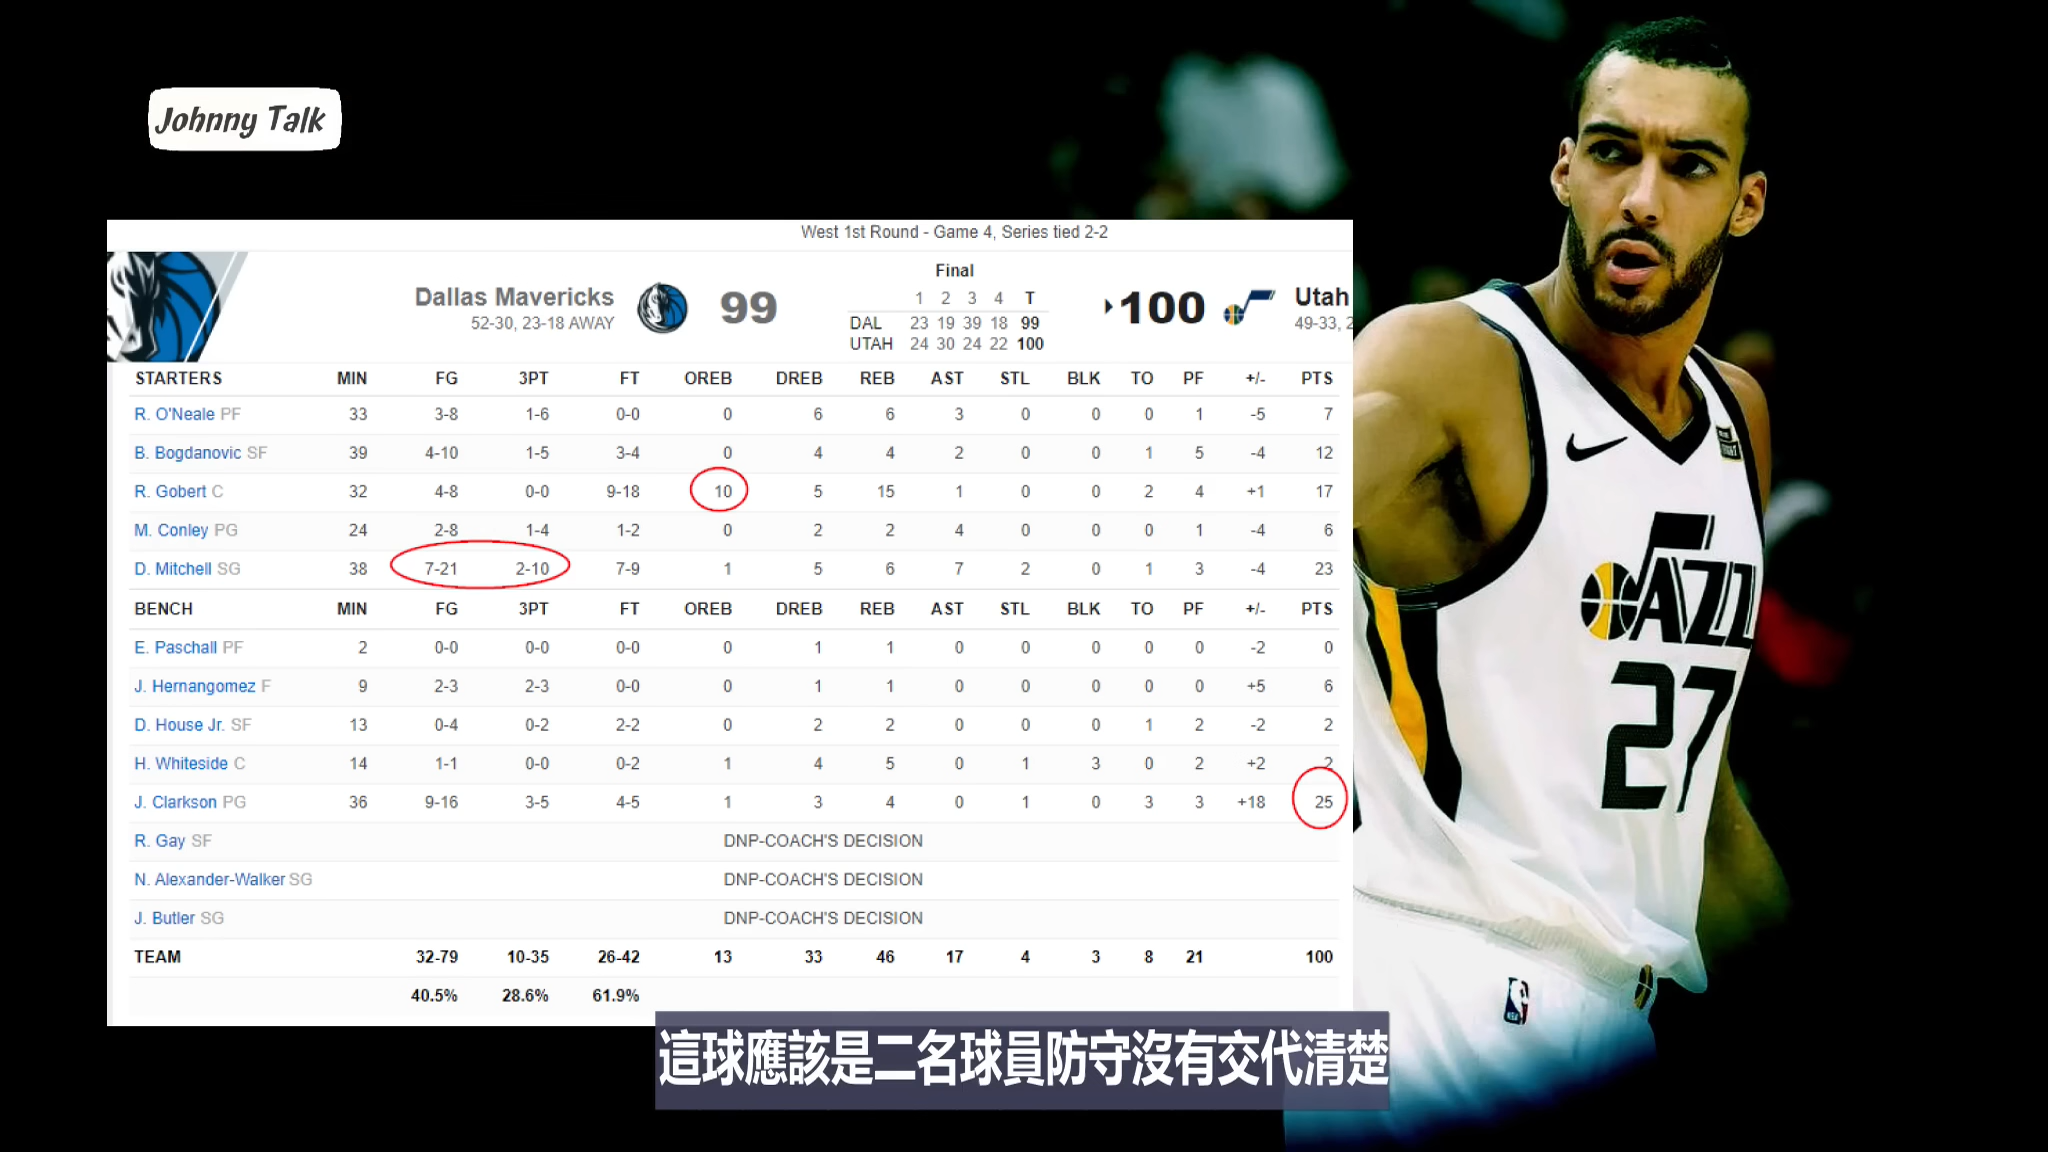 Johnny Talk
West 1st Round - Game 4, Series tied 2-2
Final
Dallas Mavericks 99 1 2 3 4 T 100 Utah
52-30, 23-18 AWAY DAL 23 19 39 18 99 49-33,
UTAH 24 30 24 22 100
STARTERS MIN FG 3PT FT OREB DREB REB AST STL BLK TO PF +/- PTS
R. O'Neale PF 33 3-8 1-6 0-0 0 6 6 3 0 0 0 1 -5 7
B. Bogdanovic SF 39 4-10 1-5 3-4 0 4 4 2 0 0 1 5 -4 12
R. Gobert C 32 4-8 0-0 9-18 10 5 15 1 0 0 2 4 +1 17
M. Conley PG 24 2-8 1-4 1-2 0 2 2 4 0 0 0 1 -4 6
D. Mitchell SG 38 7-21 2-10 7-9 1 5 6 7 2 0 1 3 -4 23
BENCH MIN FG 3PT FT OREB DREB REB AST STL BLK TO PF +/- PTS
E. Paschall PF 2 0-0 0-0 0-0 0 1 1 0 0 0 0 0 -2 0
J. Hernangomez F 9 2-3 2-3 0-0 0 1 1 0 0 0 0 0 +5 6
D. House Jr. SF 13 0-4 0-2 2-2 0 2 2 0 0 0 1 2 -2 2
H. Whiteside C 14 1-1 0-0 0-2 1 4 5 0 1 3 0 2 +2 2
J. Clarkson PG 36 9-16 3-5 4-5 1 3 4 0 1 0 3 3 +18 25
R. Gay SF DNP-COACH'S DECISION
N. Alexander-Walker SG DNP-COACH'S DECISION
J. Butler SG DNP-COACH'S DECISION
TEAM 32-79 10-35 26-42 13 33 46 17 4 3 8 21 100
40.5% 28.6% 61.9%
JAZZ
27
這球應該是二名球員防守沒有交代清楚